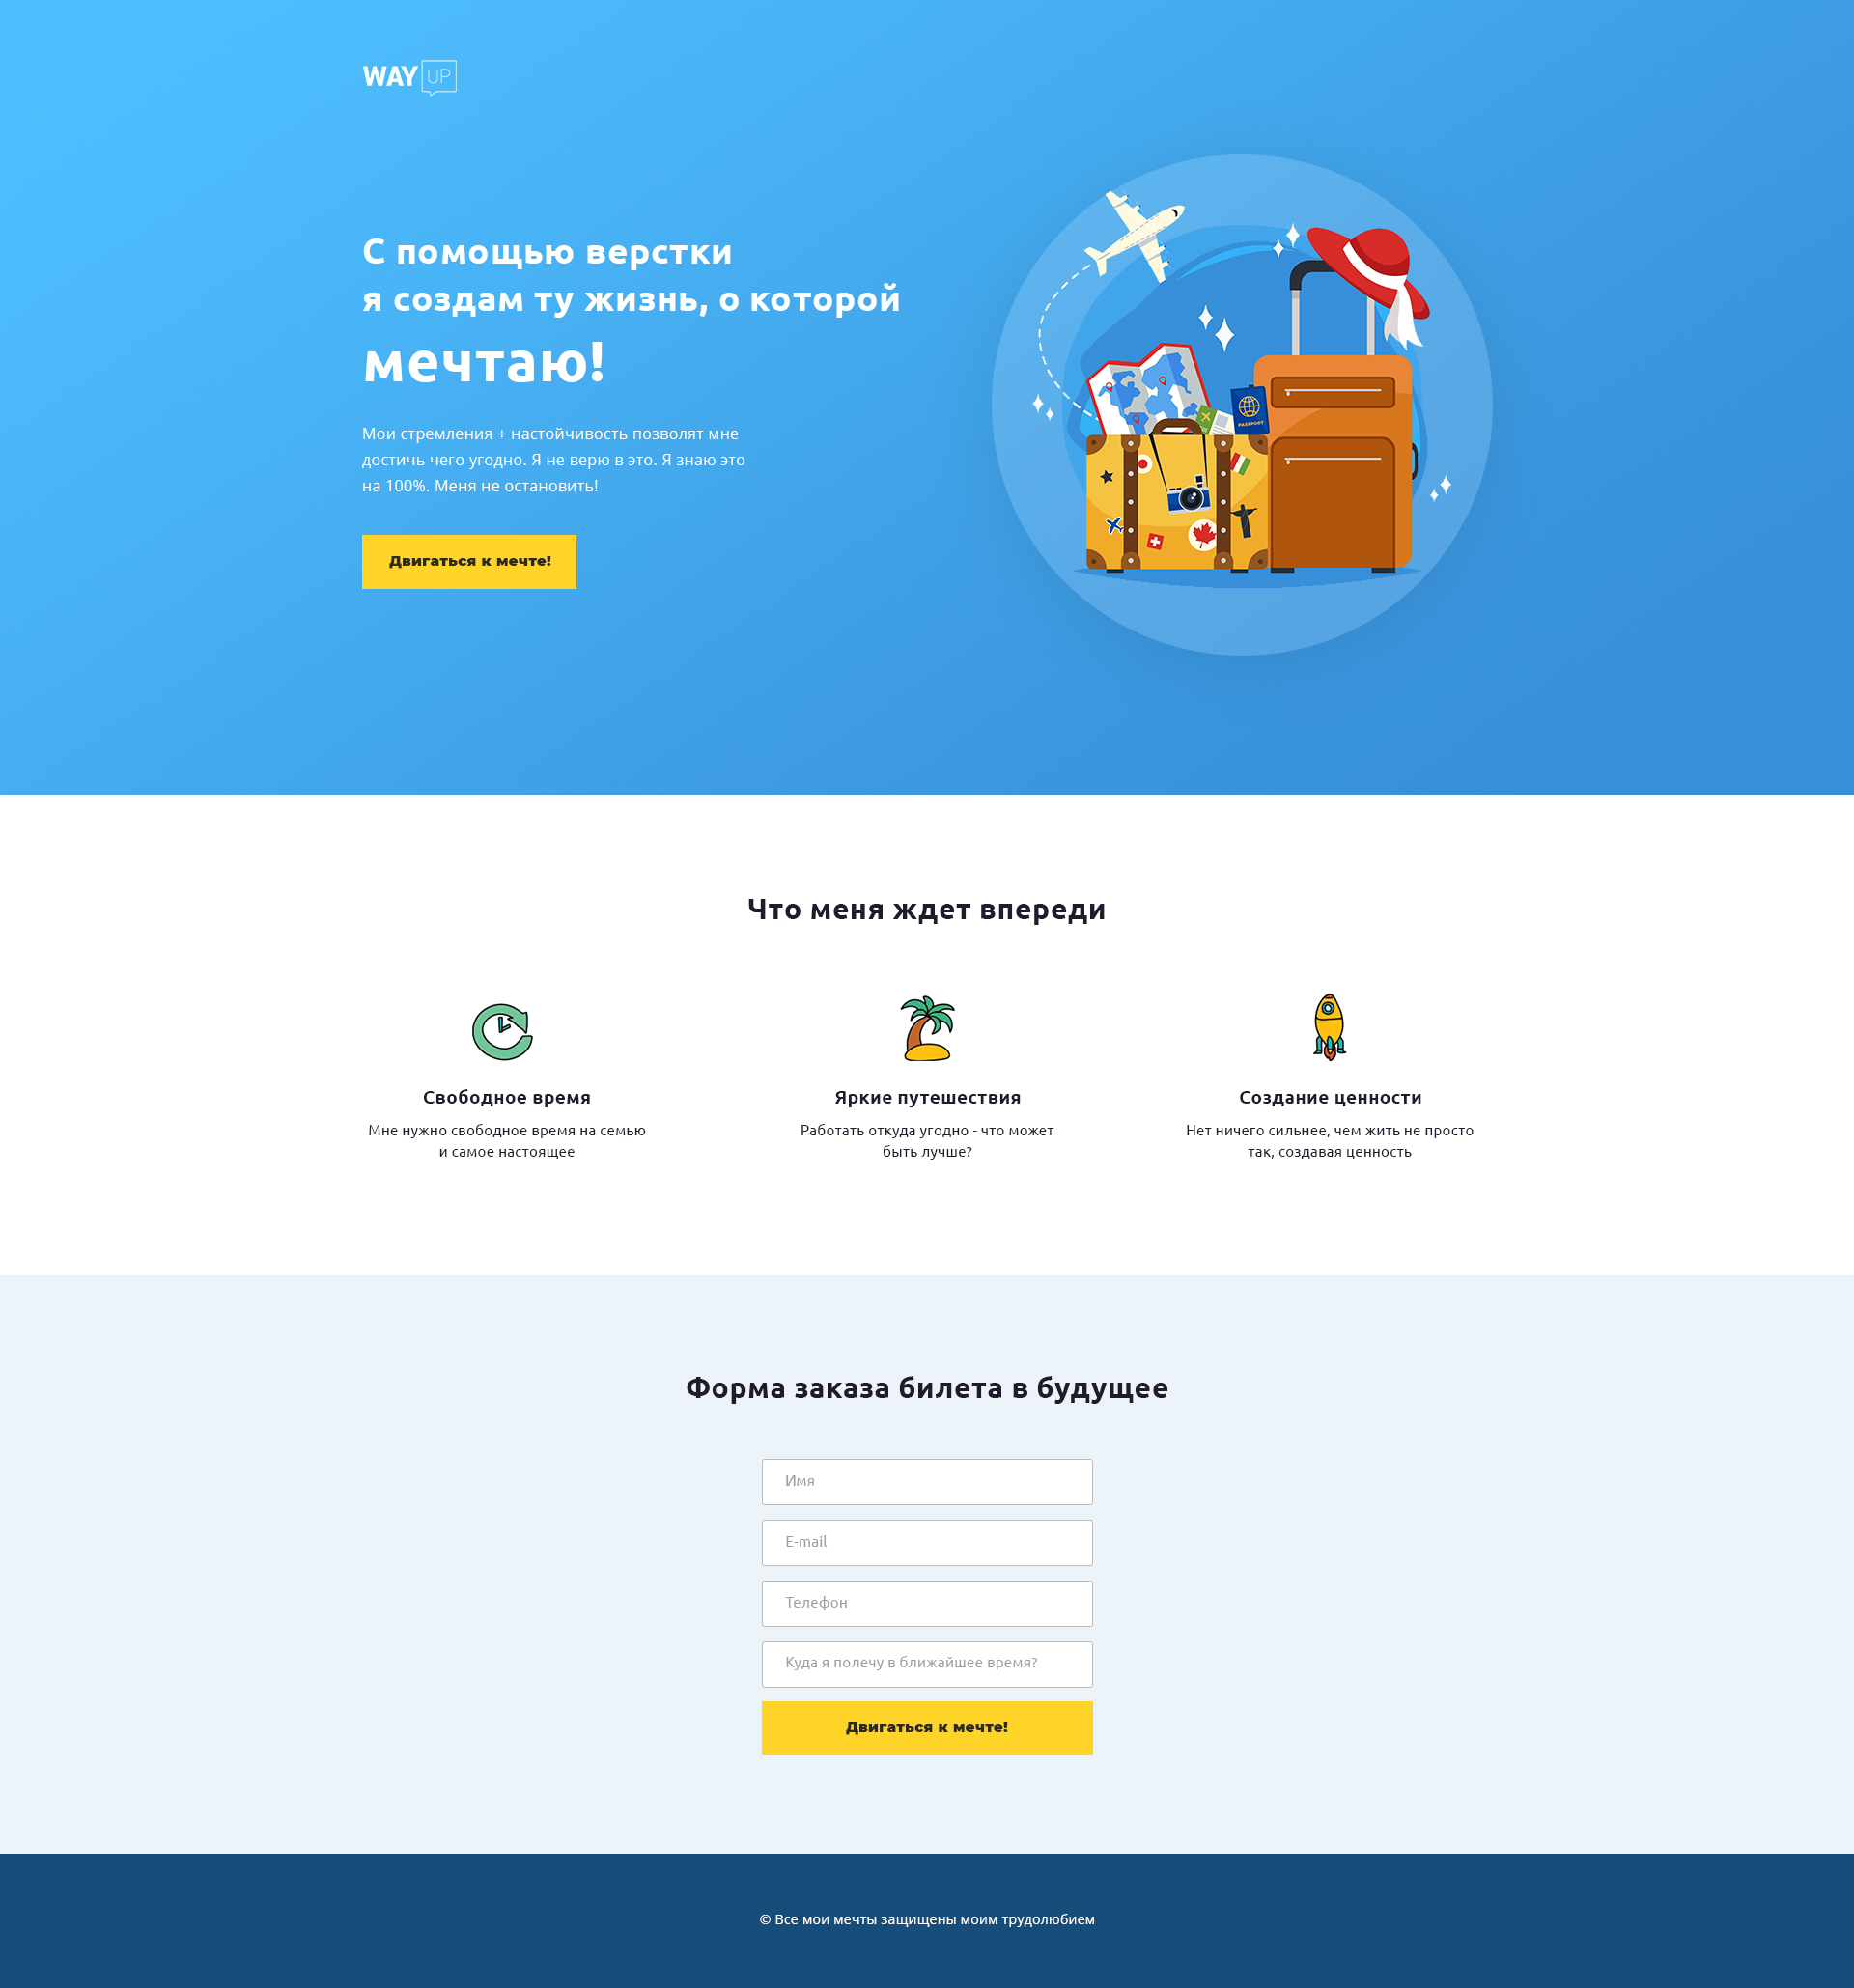 WAY UP
С помощью верстки
я создам ту жизнь, о которой
мечтаю!
Мои стремления + настойчивость позволят мне
достичь чего угодно. Я не верю в это. Я знаю это
на 100%. Меня не остановить!
PASSPORT
Двигаться к мечте!
Что меня ждет впереди
Свободное время
Мне нужно свободное время на семью
и самое настоящее
Яркие путешествия
Работать откуда угодно - что может
быть лучше?
Создание ценности
Нет ничего сильнее, чем жить не просто
так, создавая ценность
Форма заказа билета в будущее
Имя
E-mail
Телефон
Куда я полечу в ближайшее время?
Двигаться к мечте!
© Все мои мечты защищены моим трудолюбием